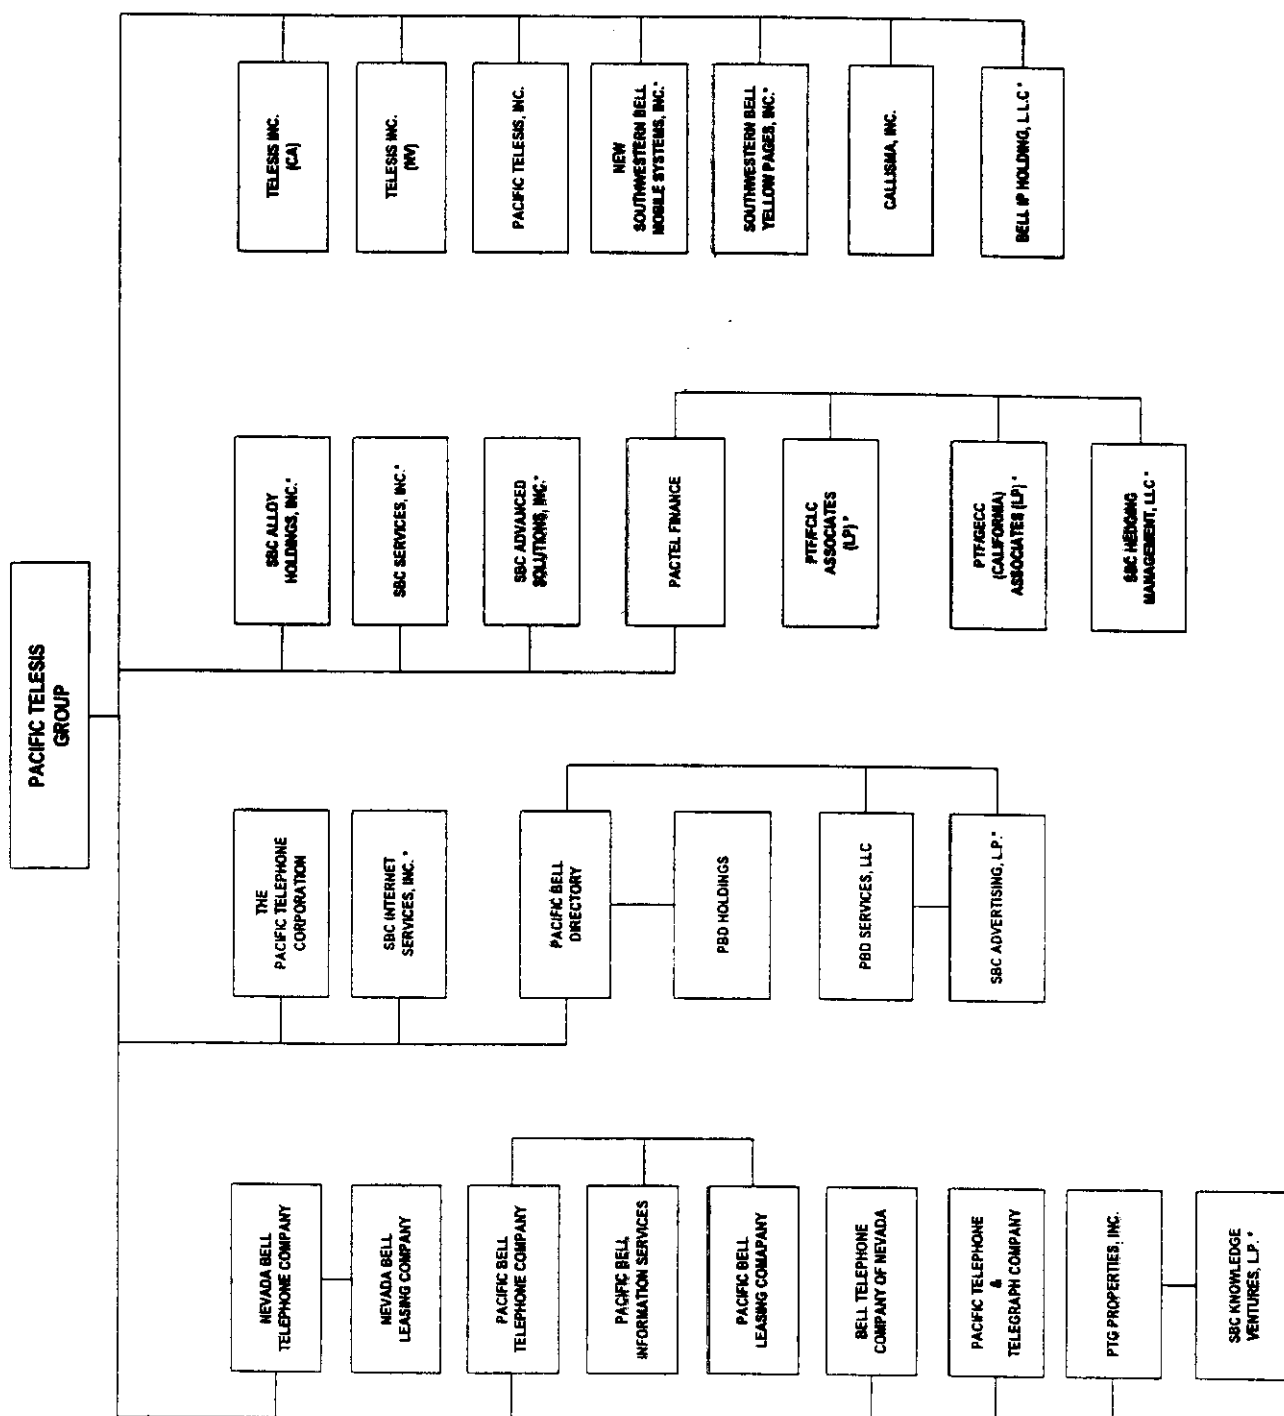 PACIFIC TELESIS
GROUP
NEVADA BELL
TELEPHONE COMPANY
NEVADA BELL
LEASING COMPANY
PACIFIC BELL
TELEPHONE COMPANY
PACIFIC BELL
INFORMATION SERVICES
PACIFIC BELL
LEASING COMAPANY
BELL TELEPHONE
COMPANY OF NEVADA
PACIFIC TELEPHONE
&
TELEGRAPH COMPANY
PTG PROPERTIES, INC.
SBC KNOWLEDGE
VENTURES, L.P.*
THE
PACIFIC TELEPHONE
CORPORATION
SBC INTERNET
SERVICES, INC. *
PACIFIC BELL
DIRECTORY
PBD HOLDINGS
PBD SERVICES, LLC
SBC ADVERTISING, L.P.*
SBC ALLOY
HOLDINGS, INC.*
SBC SERVICES, INC.*
SBC ADVANCED
SOLUTIONS, INC.*
PACTEL FINANCE
PTF/FCLC
ASSOCIATES
(LP) *
PTF/GECC
(CALIFORNIA)
ASSOCIATES (LP) *
SBC HEDGING
MANAGEMENT, LLC *
TELESIS INC.
(CA)
TELESIS INC.
(NV)
PACIFIC TELESIS, INC.
NEW
SOUTHWESTERN BELL
MOBILE SYSTEMS, INC.*
SOUTHWESTERN BELL
YELLOW PAGES, INC.*
CALLISMA, INC.
BELL IP HOLDING, L.L.C *